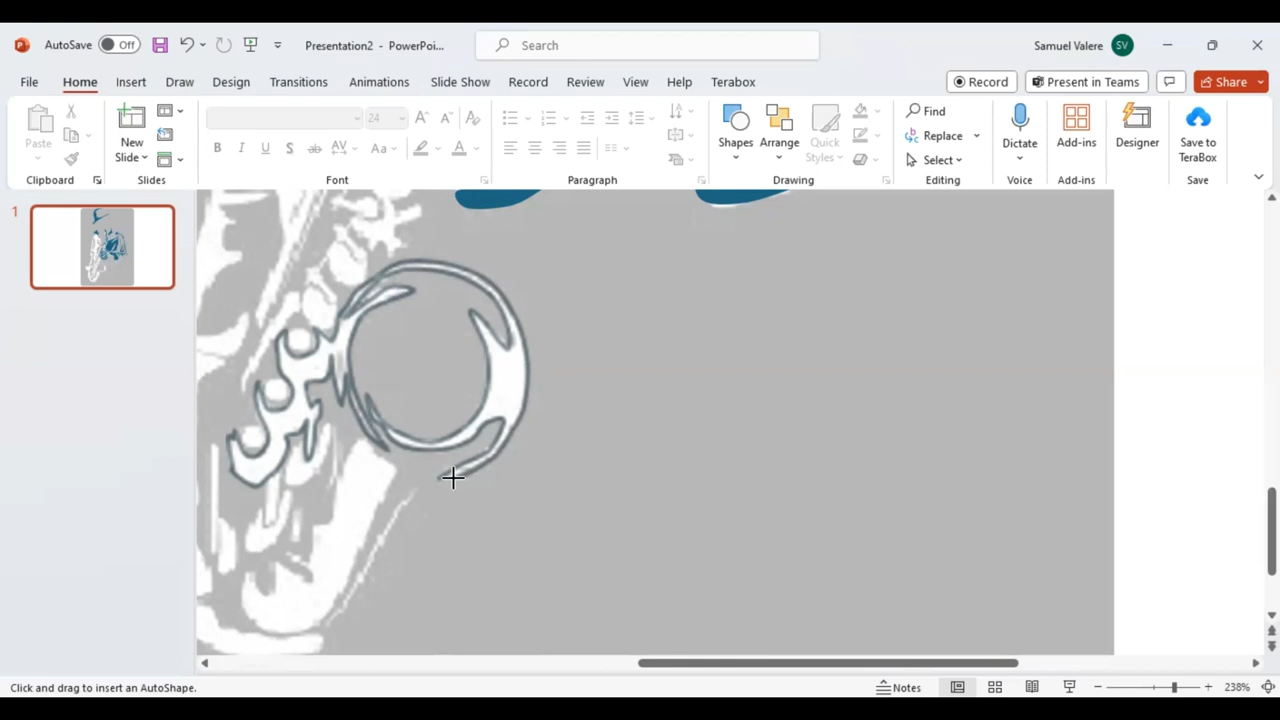 AutoSave Off Presentation2 - PowerPoi... Search Samuel Valere SV
File Home Insert Draw Design Transitions Animations Slide Show Record Review View Help Terabox Record Present in Teams Share
Paste New Slide 24 B I U S ab AV Aa A A A A Shapes Arrange Quick Styles Find Replace Select Dictate Add-ins Designer Save to TeraBox
Clipboard Slides Font Paragraph Drawing Editing Voice Add-ins Save
1
Click and drag to insert an AutoShape. Notes 238%